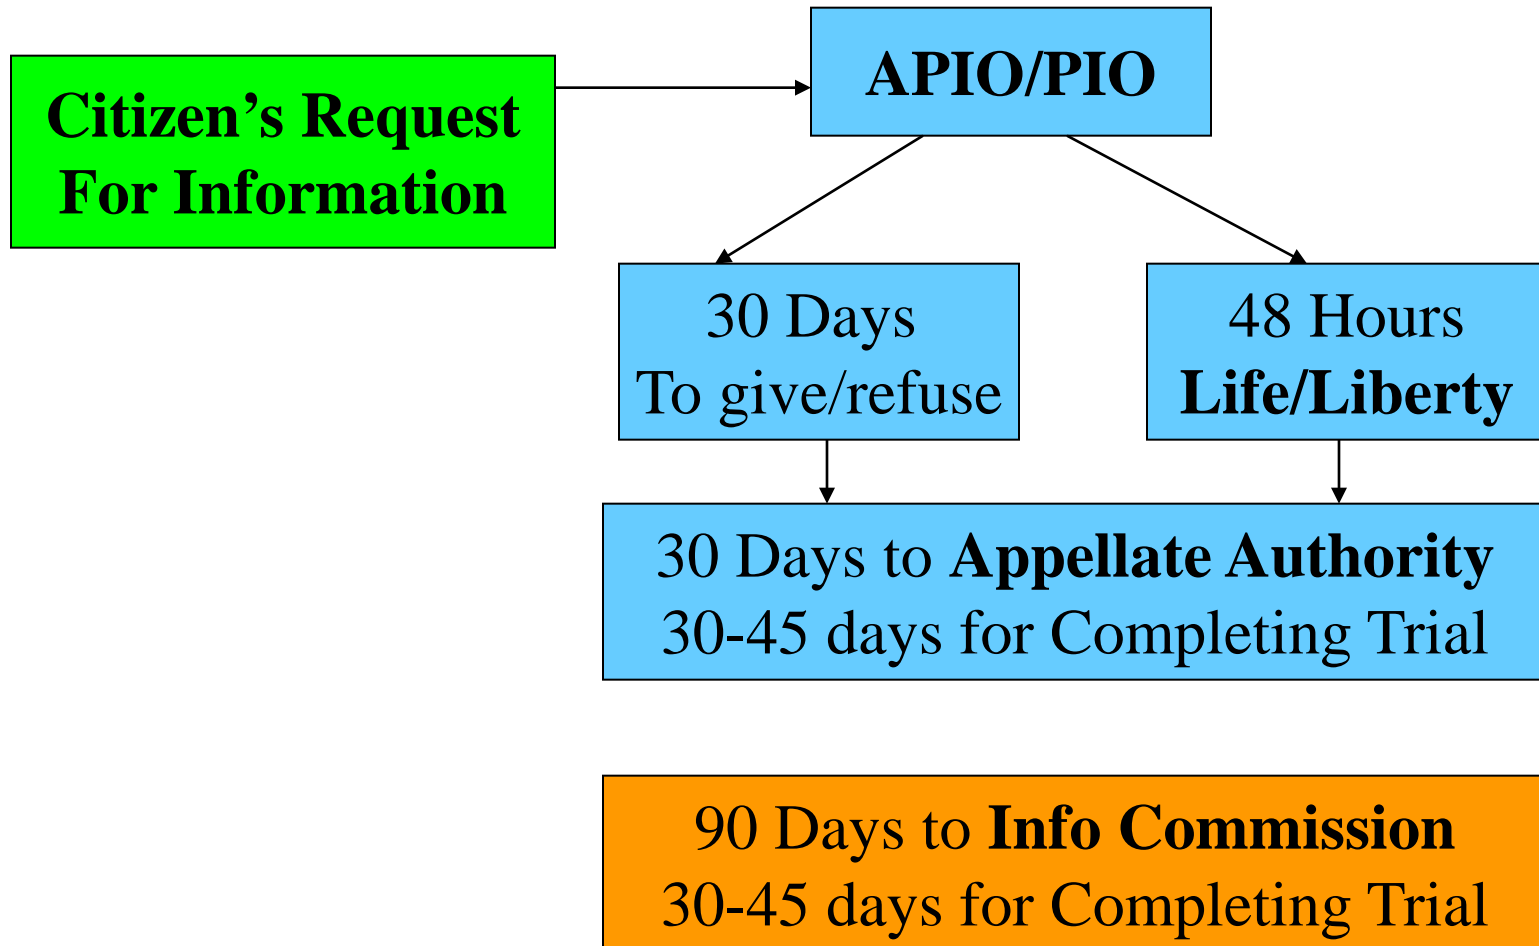 Citizen’s Request
For Information
APIO/PIO
30 Days
To give/refuse
48 Hours
Life/Liberty
30 Days to Appellate Authority
30-45 days for Completing Trial
90 Days to Info Commission
30-45 days for Completing Trial